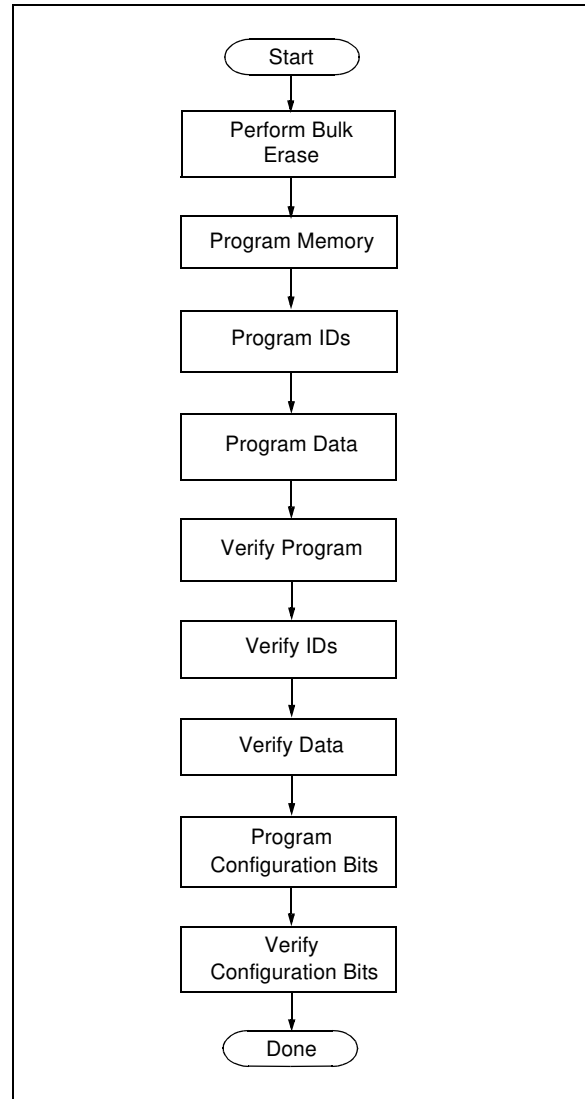 Start
Perform Bulk
Erase
Program Memory
Program IDs
Program Data
Verify Program
Verify IDs
Verify Data
Program
Configuration Bits
Verify
Configuration Bits
Done